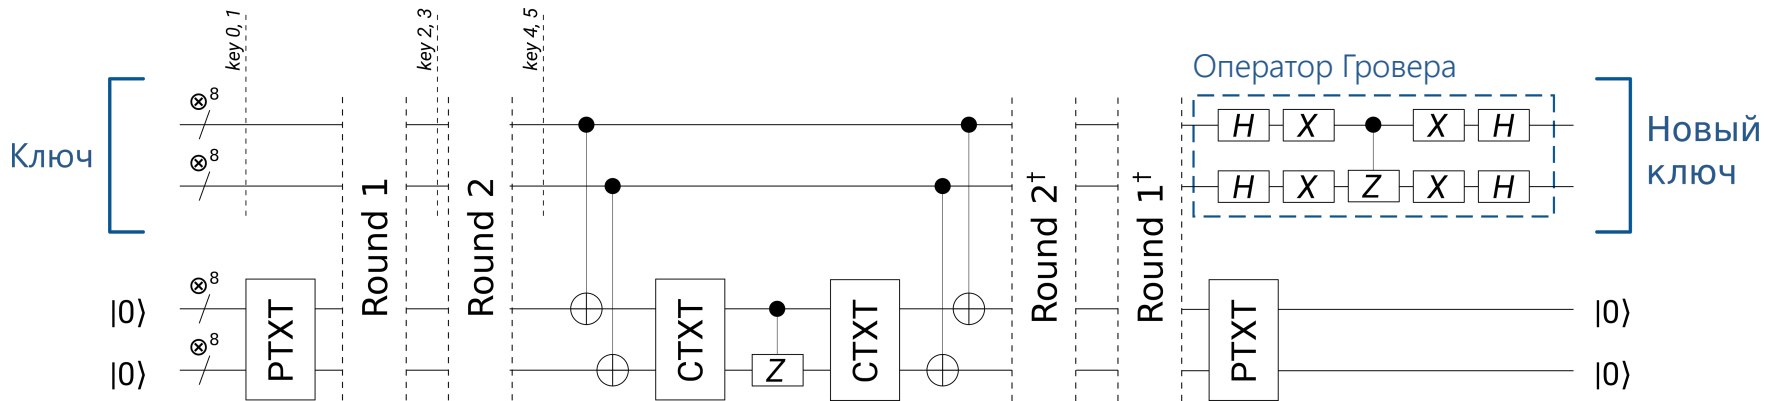 key 0, 1
key 2, 3
key 4, 5
Оператор Гровера
Ключ
⊗8
⊗8
H X X H
H X Z X H
Новый
ключ
Round 1
Round 2
Round 2†
Round 1†
|0⟩ ⊗8 |0⟩
|0⟩ ⊗8 |0⟩
PTXT
CTXT
Z
CTXT
PTXT